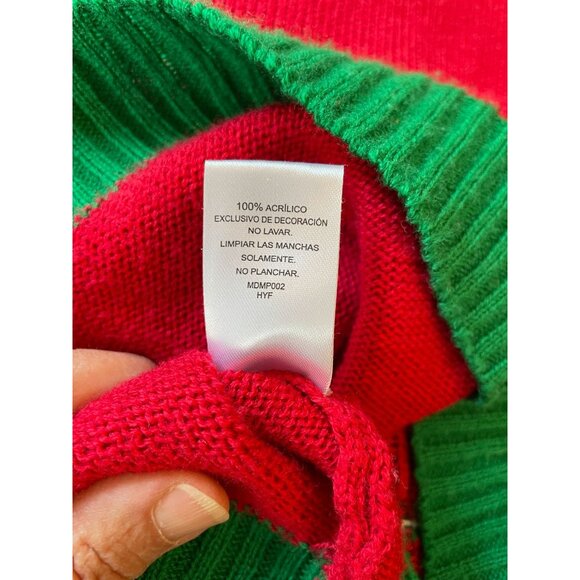 100% ACRÍLICO
EXCLUSIVO DE DECORACIÓN
NO LAVAR.
LIMPIAR LAS MANCHAS
SOLAMENTE.
NO PLANCHAR.
MDMP002
HYF